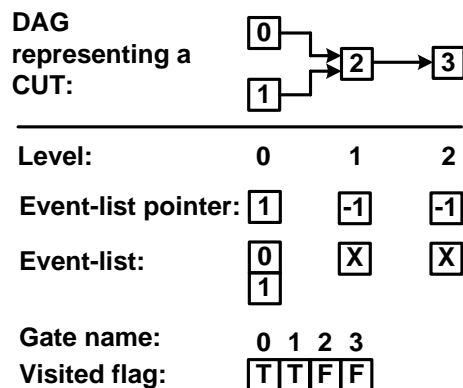 DAG
representing a
CUT:
0
1
2
3
Level: 0 1 2
Event-list pointer: 1 -1 -1
Event-list: 0 X X
1
Gate name: 0 1 2 3
Visited flag: T T F F